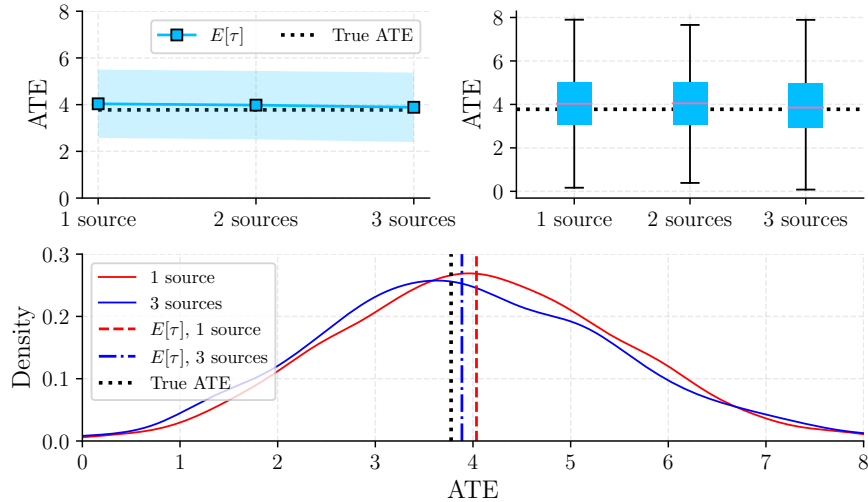 8
6
4
2
0
ATE
E[τ]
True ATE
1 source
2 sources
3 sources
8
6
4
2
0
ATE
1 source
2 sources
3 sources
0.3
0.2
0.1
0.0
Density
1 source
3 sources
E[τ], 1 source
E[τ], 3 sources
True ATE
0 1 2 3 4 5 6 7 8
ATE